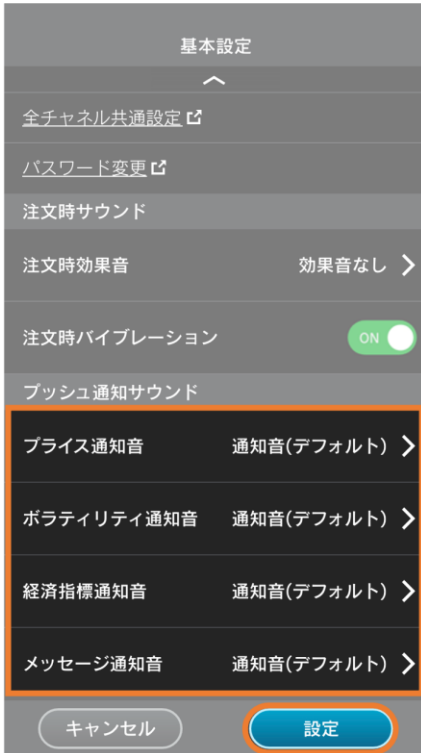 基本設定
全チャネル共通設定
パスワード変更
注文時サウンド
注文時効果音 効果音なし
注文時バイブレーション ON
プッシュ通知サウンド
プライス通知音 通知音(デフォルト)
ボラティリティ通知音 通知音(デフォルト)
経済指標通知音 通知音(デフォルト)
メッセージ通知音 通知音(デフォルト)
キャンセル 設定